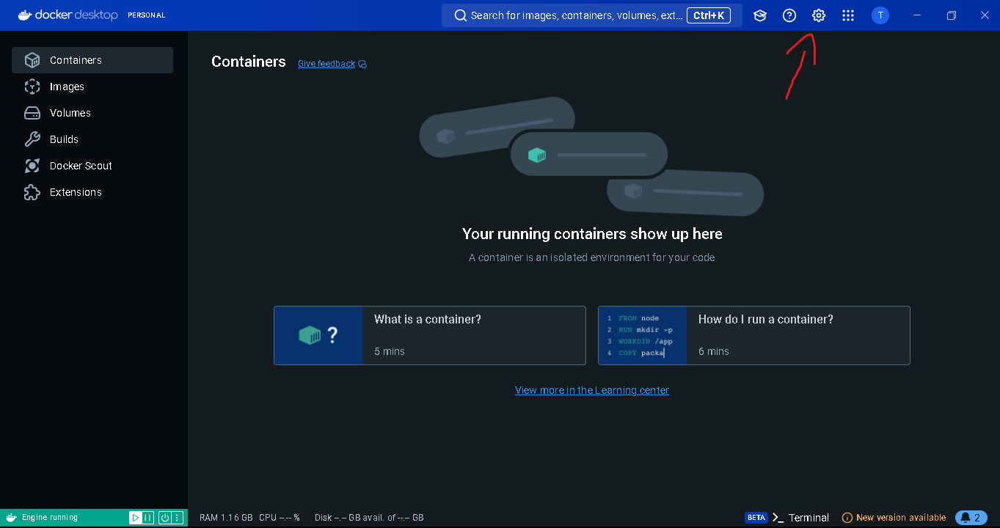 docker desktop PERSONAL
Search for images, containers, volumes, ext... Ctrl+K
T
Containers
Images
Volumes
Builds
Docker Scout
Extensions
Containers Give feedback
Your running containers show up here
A container is an isolated environment for your code
?
What is a container?
5 mins
1 FROM node
2 RUN mkdir -p
3 WORKDIR /app
4 COPY packa
How do I run a container?
6 mins
View more in the Learning center
Engine running
RAM 1.16 GB CPU --.-- % Disk --.-- GB avail. of --.-- GB
BETA Terminal New version available 2